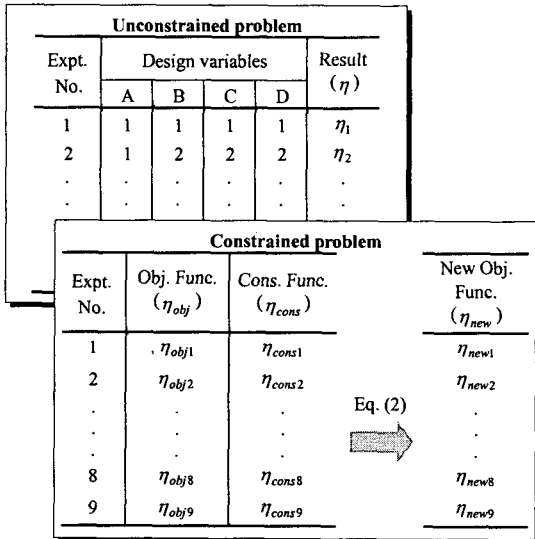 Unconstrained problem
Expt. No. Design variables Result (η)
A B C D
1 1 1 1 1 η1
2 1 2 2 2 η2
. . . . . .
. . . . . .
Constrained problem
Expt. No. Obj. Func. (ηobj) Cons. Func. (ηcons) New Obj. Func. (ηnew)
1 ηobj1 ηcons1 ηnew1
2 ηobj2 ηcons2 ηnew2
Eq. (2)
. . . .
. . . .
. . . .
8 ηobj8 ηcons8 ηnew8
9 ηobj9 ηcons9 ηnew9